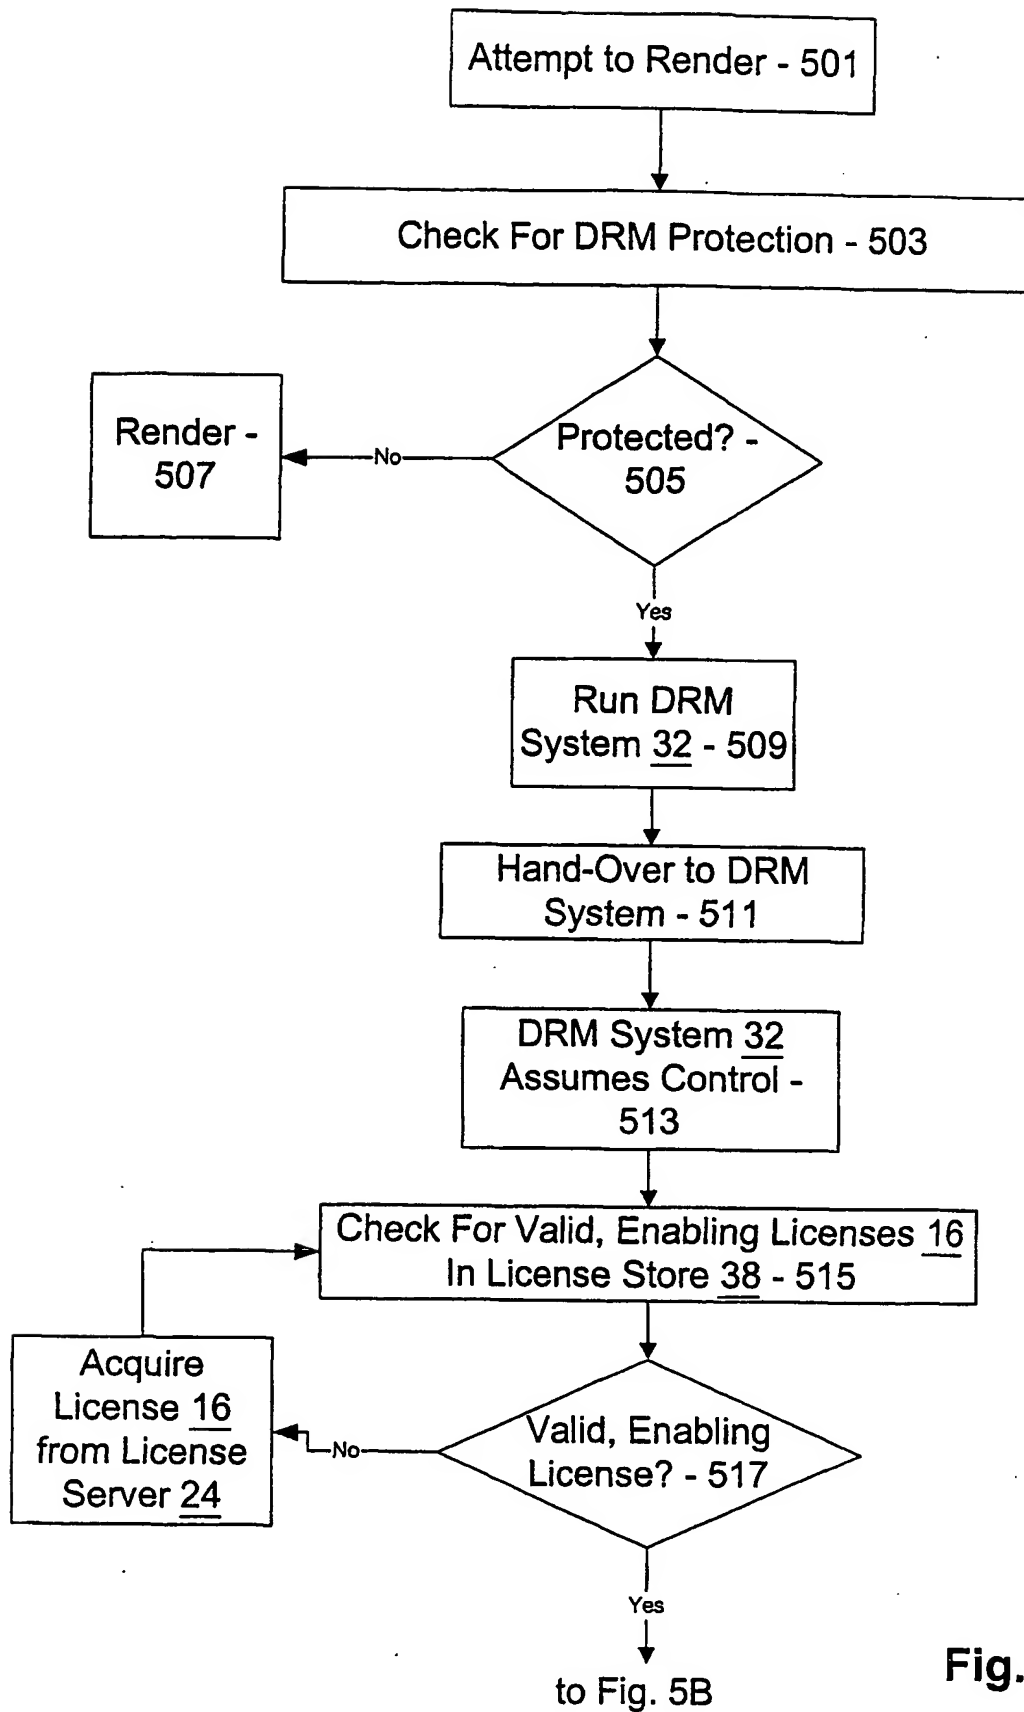 Attempt to Render - 501
Check For DRM Protection - 503
Protected? -
505
No
Render -
507
Yes
Run DRM
System 32 - 509
Hand-Over to DRM
System - 511
DRM System 32
Assumes Control -
513
Check For Valid, Enabling Licenses 16
In License Store 38 - 515
Valid, Enabling
License? - 517
No
Acquire
License 16
from License
Server 24
Yes
to Fig. 5B
Fig.